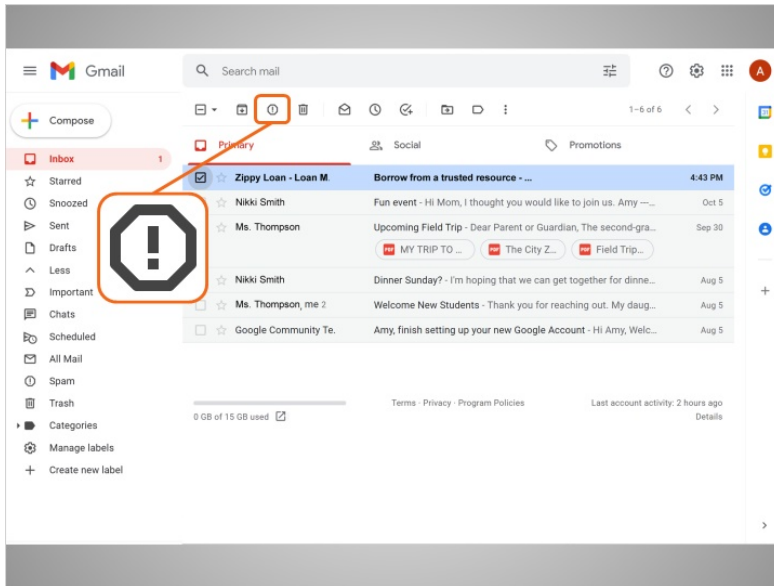 Gmail
Search mail
Compose
1–6 of 6
Primary
Social
Promotions
Inbox 1
Starred
Snoozed
Sent
Drafts
Less
Important
Chats
Scheduled
All Mail
Spam
Trash
Categories
Manage labels
Create new label
Zippy Loan - Loan M. Borrow from a trusted resource - ... 4:43 PM
Nikki Smith Fun event - Hi Mom, I thought you would like to join us. Amy —-... Oct 5
Ms. Thompson Upcoming Field Trip - Dear Parent or Guardian, The second-gra... Sep 30
PDF MY TRIP TO ... PDF The City Z... PDF Field Trip...
Nikki Smith Dinner Sunday? - I'm hoping that we can get together for dinne... Aug 5
Ms. Thompson, me 2 Welcome New Students - Thank you for reaching out. My daug... Aug 5
Google Community Te. Amy, finish setting up your new Google Account - Hi Amy, Welc... Aug 5
0 GB of 15 GB used
Terms · Privacy · Program Policies
Last account activity: 2 hours ago
Details
A